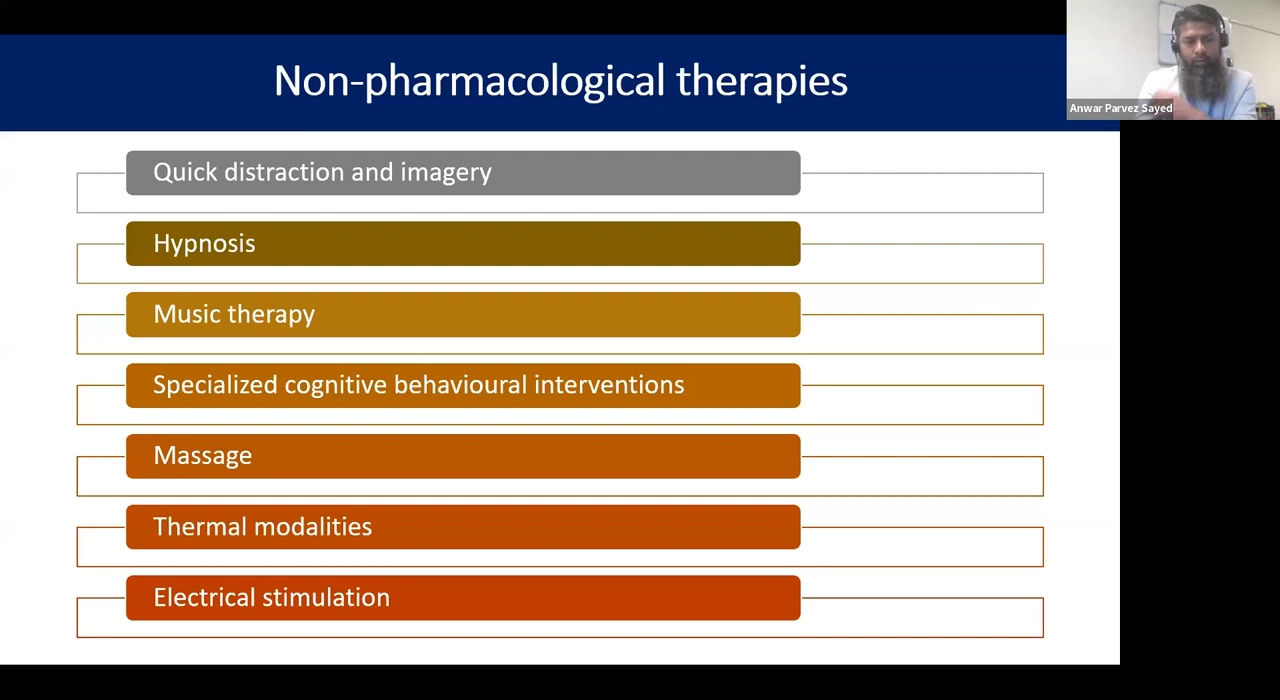 Non-pharmacological therapies
Anwar Parvez Sayed
Quick distraction and imagery
Hypnosis
Music therapy
Specialized cognitive behavioural interventions
Massage
Thermal modalities
Electrical stimulation